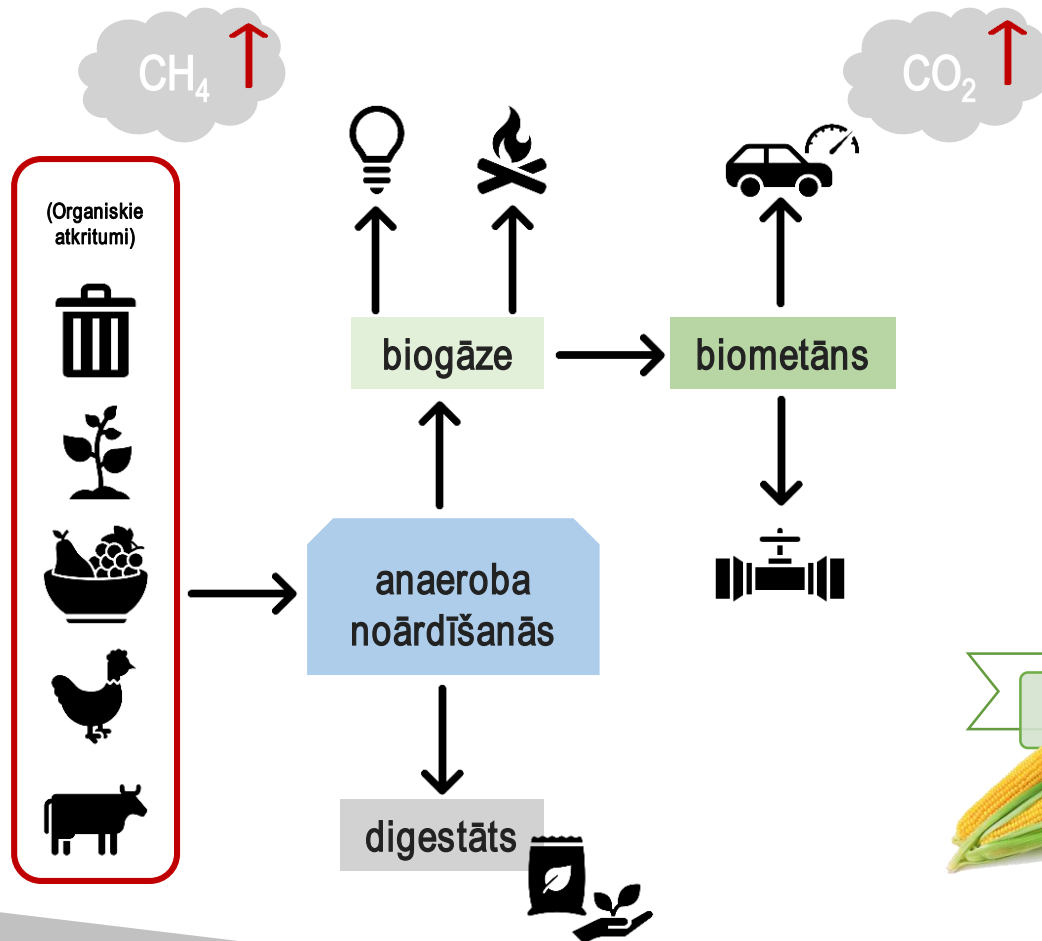 CH₄
CO₂
(Organiskie
atkritumi)
biogāze
biometāns
anaeroba
noārdīšanās
digestāts